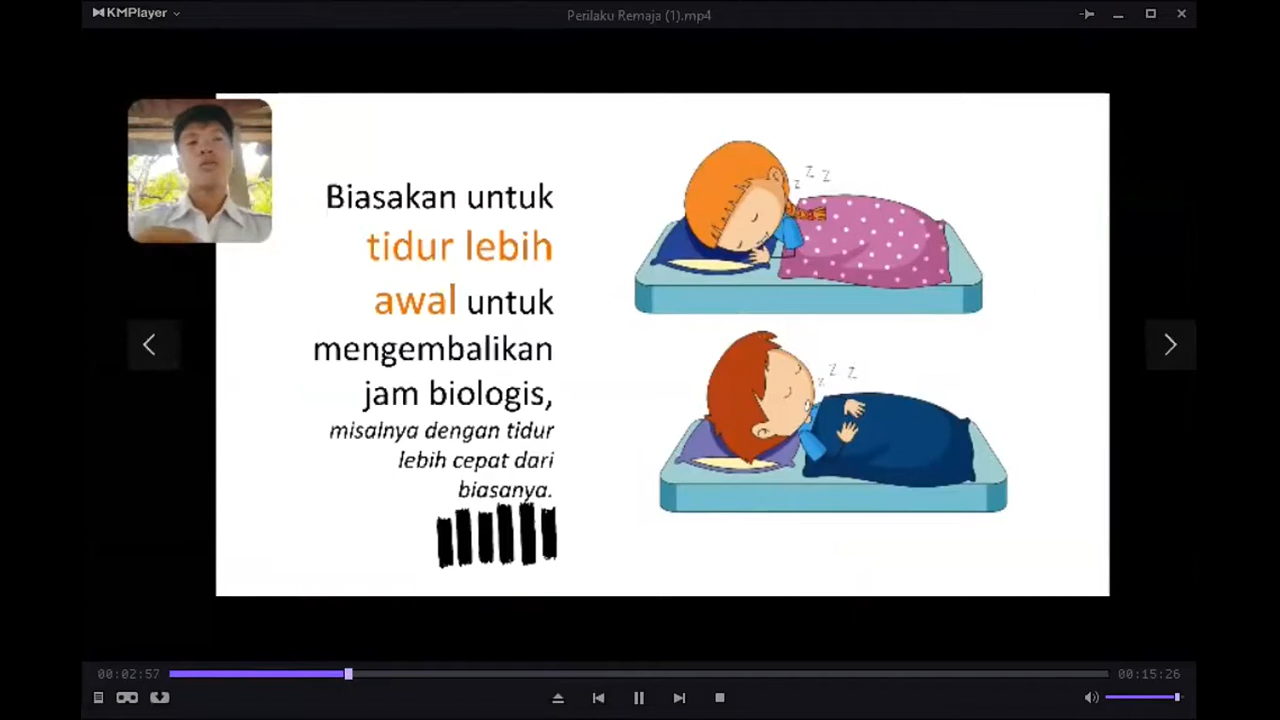 KMPlayer
Perilaku Remaja (1).mp4
Biasakan untuk
tidur lebih
awal untuk
mengembalikan
jam biologis,
misalnya dengan tidur
lebih cepat dari
biasanya.
z Z Z
z Z Z
00:02:57
00:15:26